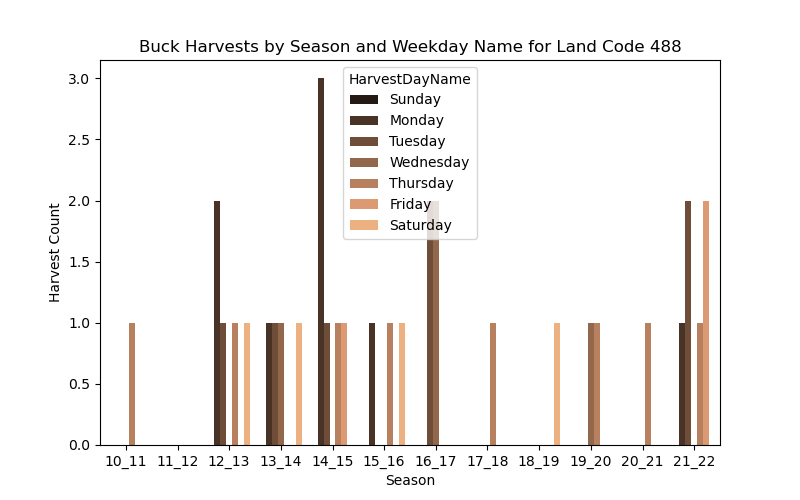 Buck Harvests by Season and Weekday Name for Land Code 488
HarvestDayName
Sunday
Monday
Tuesday
Wednesday
Thursday
Friday
Saturday
Harvest Count
3.0
2.5
2.0
1.5
1.0
0.5
0.0
10_11 11_12 12_13 13_14 14_15 15_16 16_17 17_18 18_19 19_20 20_21 21_22
Season